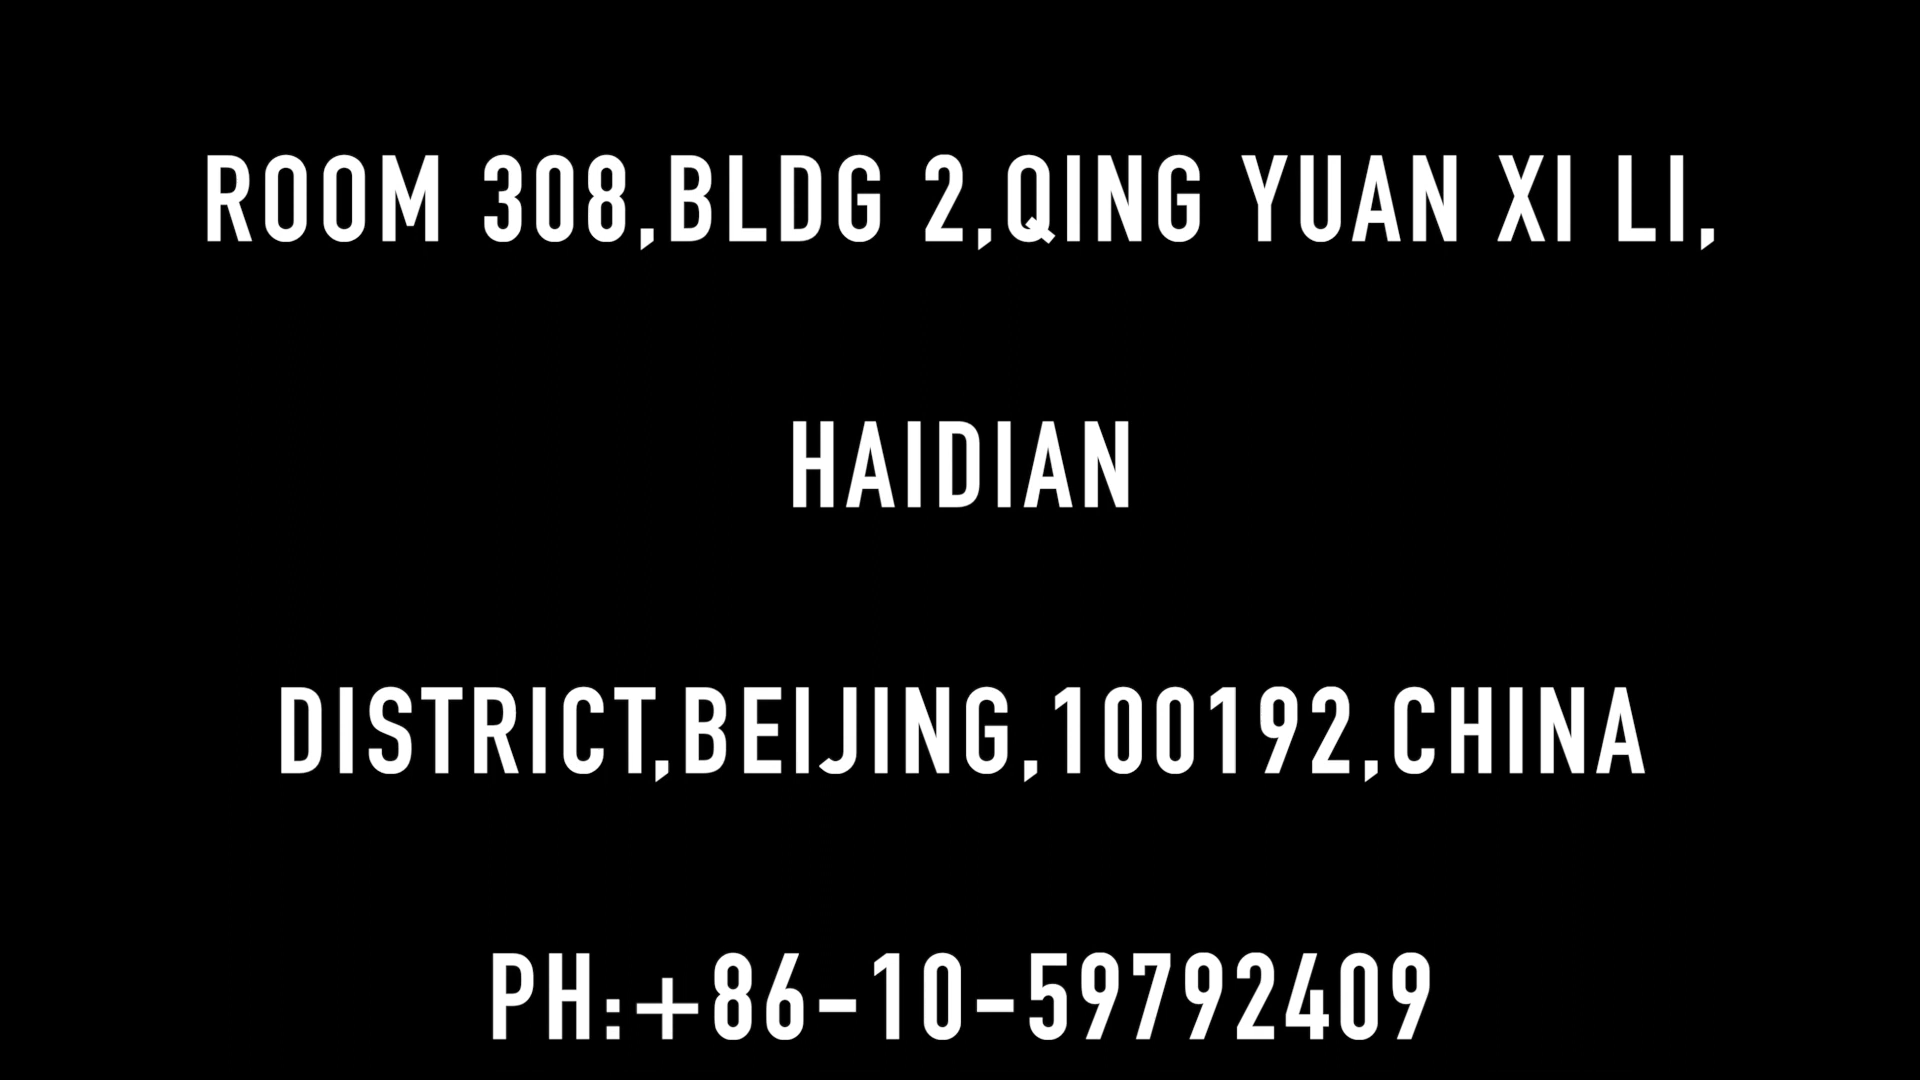 ROOM 308,BLDG 2,QING YUAN XI LI,
HAIDIAN
DISTRICT,BEIJING,100192,CHINA
PH:+86-10-59792409